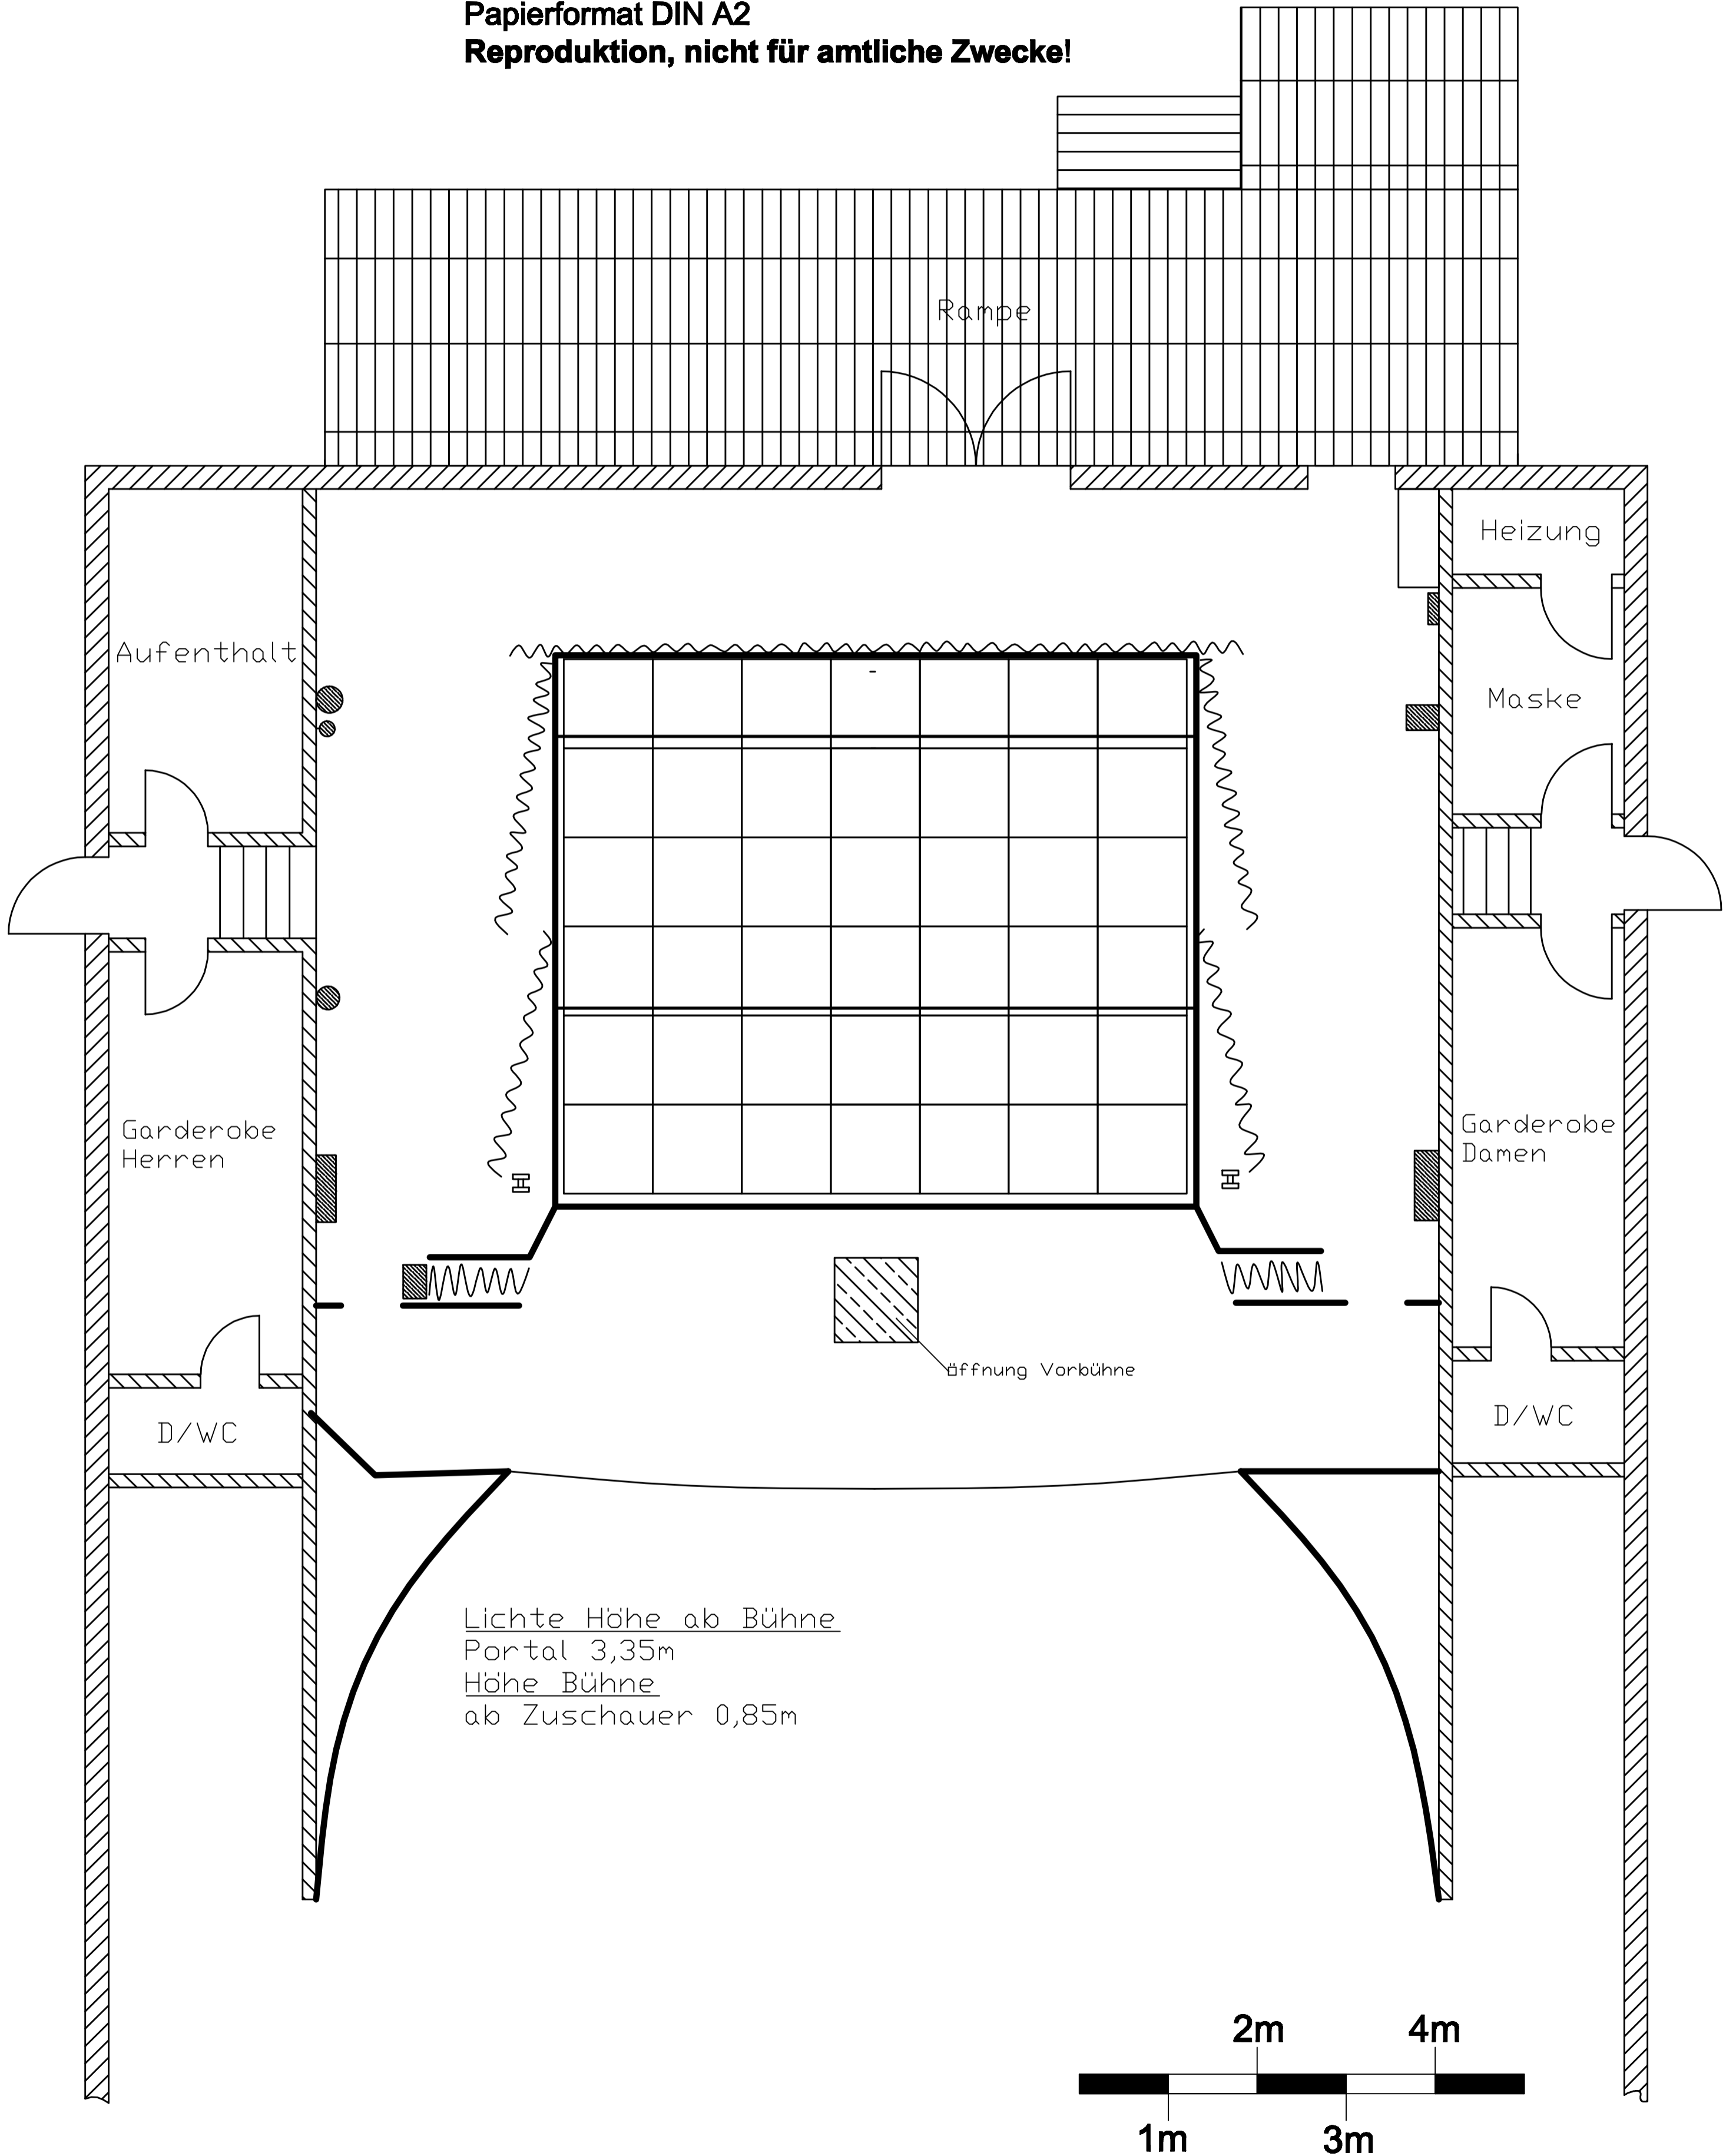 Papierformat DIN A2
Reproduktion, nicht für amtliche Zwecke!
Rampe
Heizung
Aufenthalt
Maske
Garderobe
Herren
Garderobe
Damen
Öffnung Vorbühne
D/WC
D/WC
Lichte Höhe ab Bühne
Portal 3,35m
Höhe Bühne
ab Zuschauer 0,85m
2m 4m
1m 3m